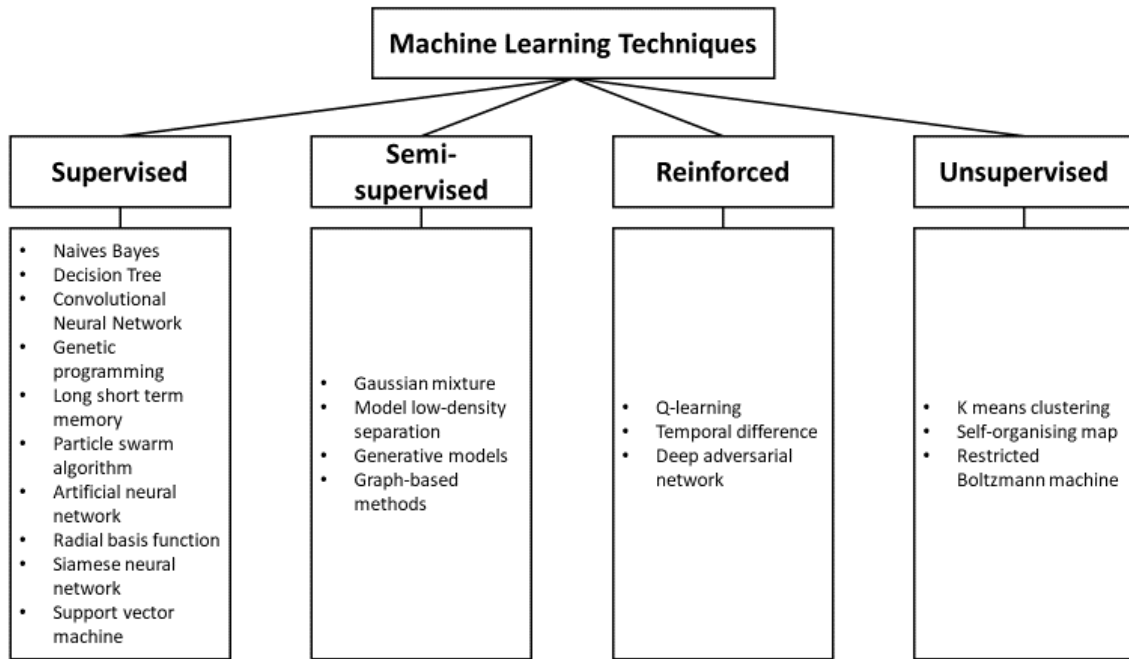 Machine Learning Techniques
Supervised
• Naives Bayes
• Decision Tree
• Convolutional
Neural Network
• Genetic
programming
• Long short term
memory
• Particle swarm
algorithm
• Artificial neural
network
• Radial basis function
• Siamese neural
network
• Support vector
machine
Semi-
supervised
• Gaussian mixture
• Model low-density
separation
• Generative models
• Graph-based
methods
Reinforced
• Q-learning
• Temporal difference
• Deep adversarial
network
Unsupervised
• K means clustering
• Self-organising map
• Restricted
Boltzmann machine